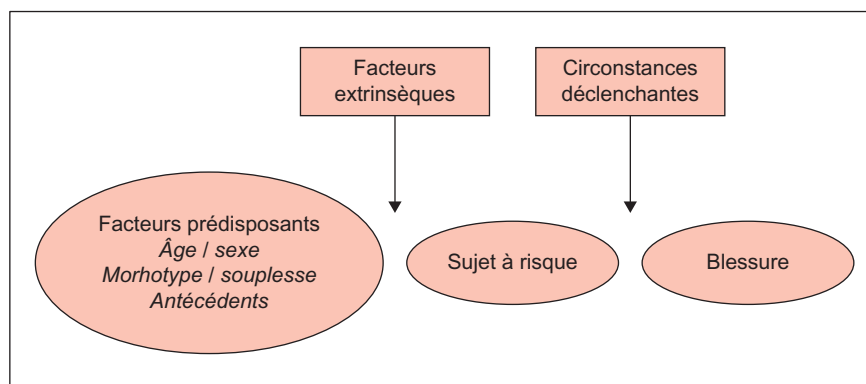 Facteurs
extrinsèques
Circonstances
déclenchantes
Facteurs prédisposants
Âge / sexe
Morhotype / souplesse
Antécédents
Sujet à risque
Blessure